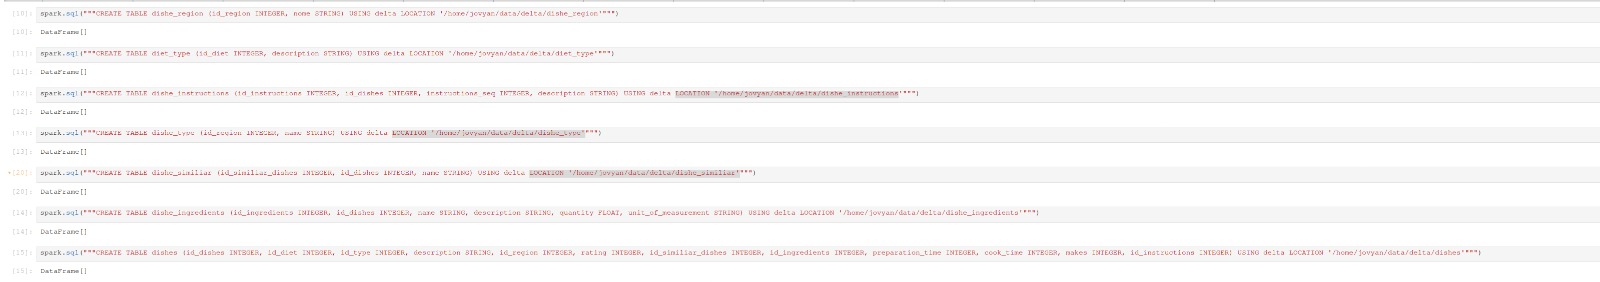 [10]: spark.sql("""CREATE TABLE dishe_region (id_region INTEGER, nome STRING) USING delta LOCATION '/home/jovyan/data/delta/dishe_region'""")
[10]: DataFrame[]
[11]: spark.sql("""CREATE TABLE diet_type (id_diet INTEGER, description STRING) USING delta LOCATION '/home/jovyan/data/delta/diet_type'""")
[11]: DataFrame[]
[12]: spark.sql("""CREATE TABLE dishe_instructions (id_instructions INTEGER, id_dishes INTEGER, instructions_seq INTEGER, description STRING) USING delta LOCATION '/home/jovyan/data/delta/dishe_instructions'""")
[12]: DataFrame[]
[13]: spark.sql("""CREATE TABLE dishe_type (id_region INTEGER, name STRING) USING delta LOCATION '/home/jovyan/data/delta/dishe_type'""")
[13]: DataFrame[]
[20]: spark.sql("""CREATE TABLE dishe_similiar (id_similiar_dishes INTEGER, id_dishes INTEGER, name STRING) USING delta LOCATION '/home/jovyan/data/delta/dishe_similiar'""")
[20]: DataFrame[]
[14]: spark.sql("""CREATE TABLE dishe_ingredients (id_ingredients INTEGER, id_dishes INTEGER, name STRING, description STRING, quantity FLOAT, unit_of_measurement STRING) USING delta LOCATION '/home/jovyan/data/delta/dishe_ingredients'""")
[14]: DataFrame[]
[15]: spark.sql("""CREATE TABLE dishes (id_dishes INTEGER, id_diet INTEGER, id_type INTEGER, description STRING, id_region INTEGER, rating INTEGER, id_similiar_dishes INTEGER, id_ingredients INTEGER, preparation_time INTEGER, cook_time INTEGER, makes INTEGER, id_instructions INTEGER) USING delta LOCATION '/home/jovyan/data/delta/dishes'""")
[15]: DataFrame[]